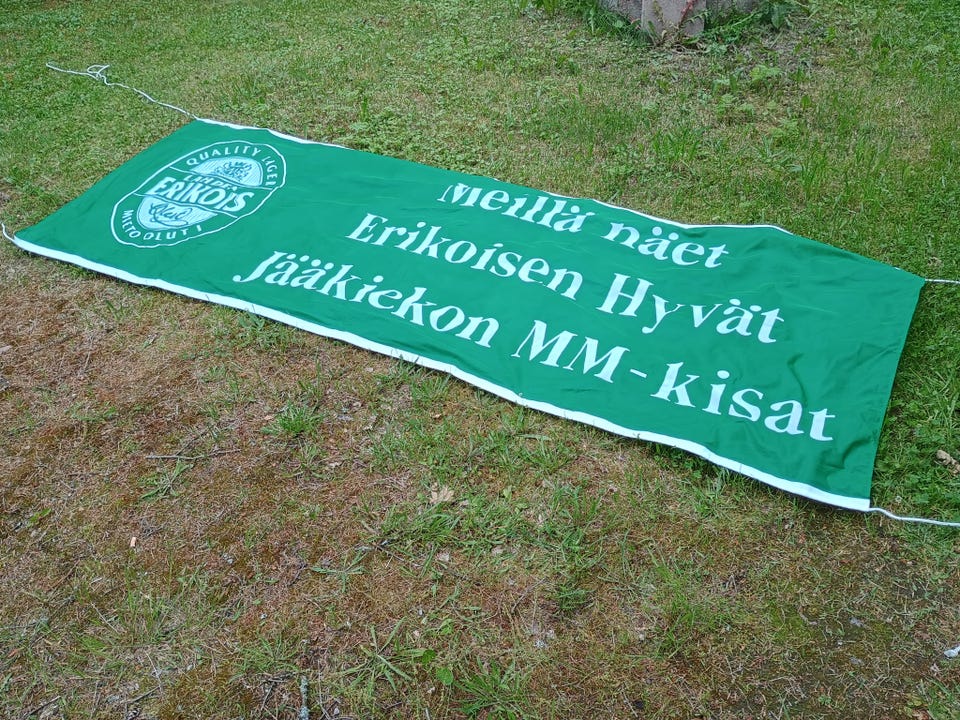 QUALITY LAGER
ERIKOIS
MIETO OLUT I
Meillä näet
Erikoisen Hyvät
Jääkiekon MM-kisat